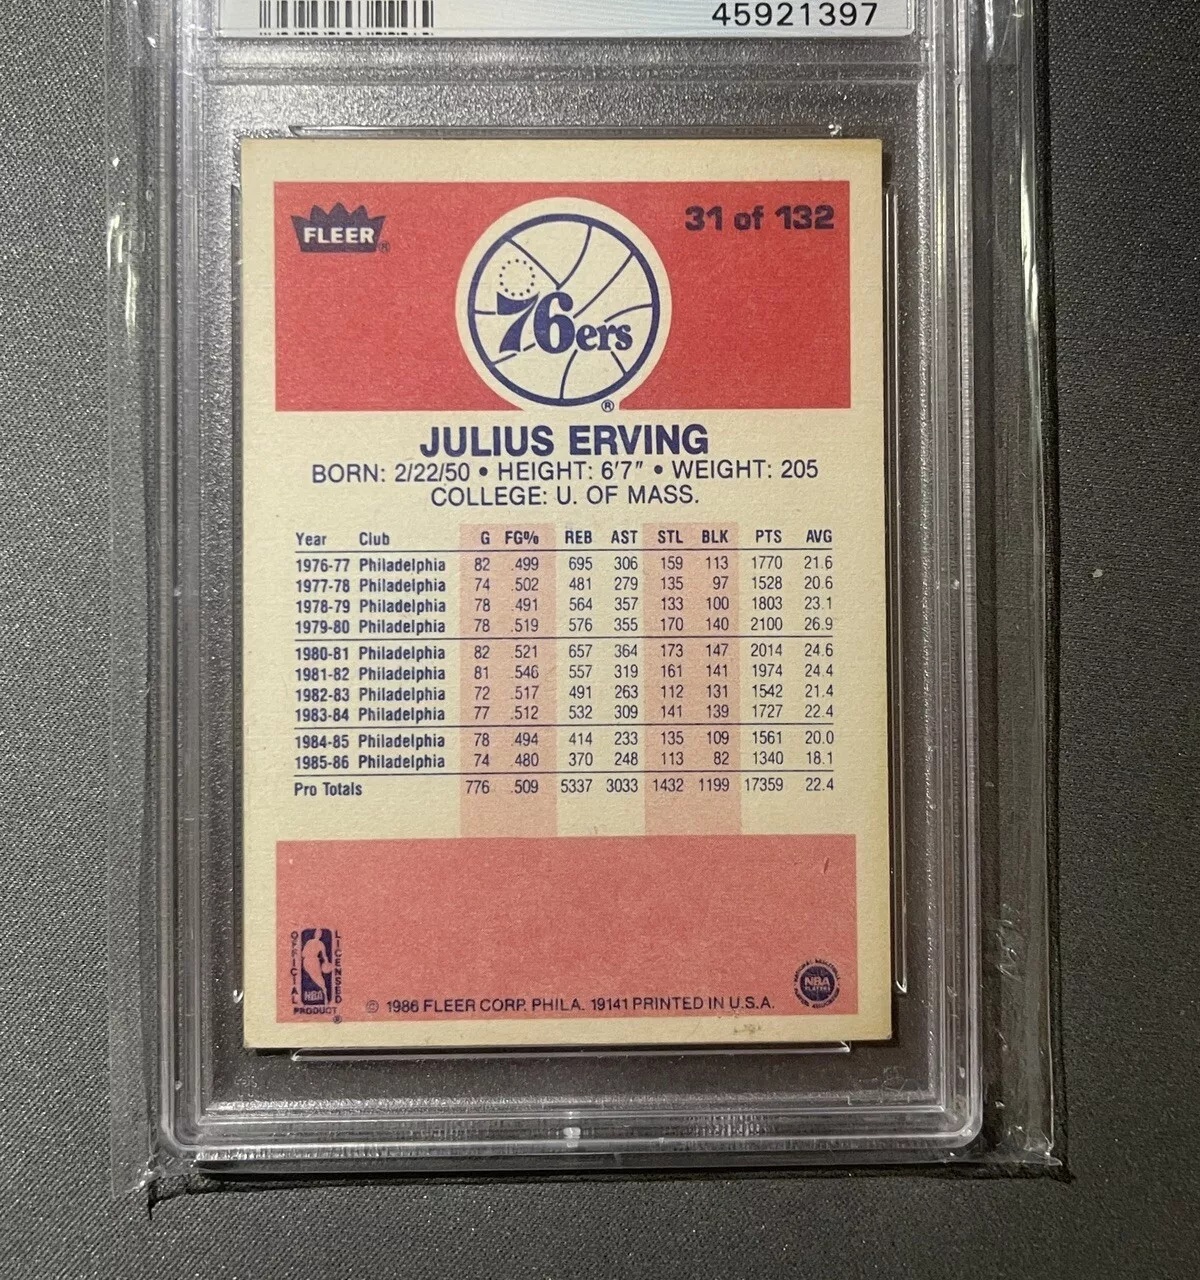 45921397
FLEER®
31 of 132
76ers
®
JULIUS ERVING
BORN: 2/22/50 • HEIGHT: 6'7" • WEIGHT: 205
COLLEGE: U. OF MASS.
Year Club G FG% REB AST STL BLK PTS AVG
1976-77 Philadelphia 82 .499 695 306 159 113 1770 21.6
1977-78 Philadelphia 74 .502 481 279 135 97 1528 20.6
1978-79 Philadelphia 78 .491 564 357 133 100 1803 23.1
1979-80 Philadelphia 78 .519 576 355 170 140 2100 26.9
1980-81 Philadelphia 82 .521 657 364 173 147 2014 24.6
1981-82 Philadelphia 81 .546 557 319 161 141 1974 24.4
1982-83 Philadelphia 72 .517 491 263 112 131 1542 21.4
1983-84 Philadelphia 77 .512 532 309 141 139 1727 22.4
1984-85 Philadelphia 78 .494 414 233 135 109 1561 20.0
1985-86 Philadelphia 74 .480 370 248 113 82 1340 18.1
Pro Totals 776 .509 5337 3033 1432 1199 17359 22.4
OFFICIAL
LICENSED
NBA
PRODUCT
®
© 1986 FLEER CORP. PHILA. 19141 PRINTED IN U.S.A.
NATIONAL BASKETBALL
NBA
PLAYERS
ASSOCIATION